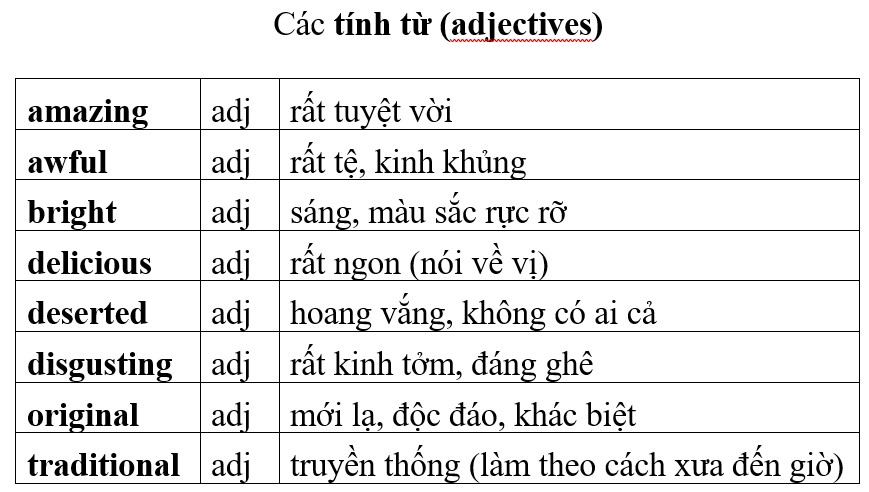 Các tính từ (adjectives)
amazing adj rất tuyệt vời
awful adj rất tệ, kinh khủng
bright adj sáng, màu sắc rực rỡ
delicious adj rất ngon (nói về vị)
deserted adj hoang vắng, không có ai cả
disgusting adj rất kinh tởm, đáng ghê
original adj mới lạ, độc đáo, khác biệt
traditional adj truyền thống (làm theo cách xưa đến giờ)